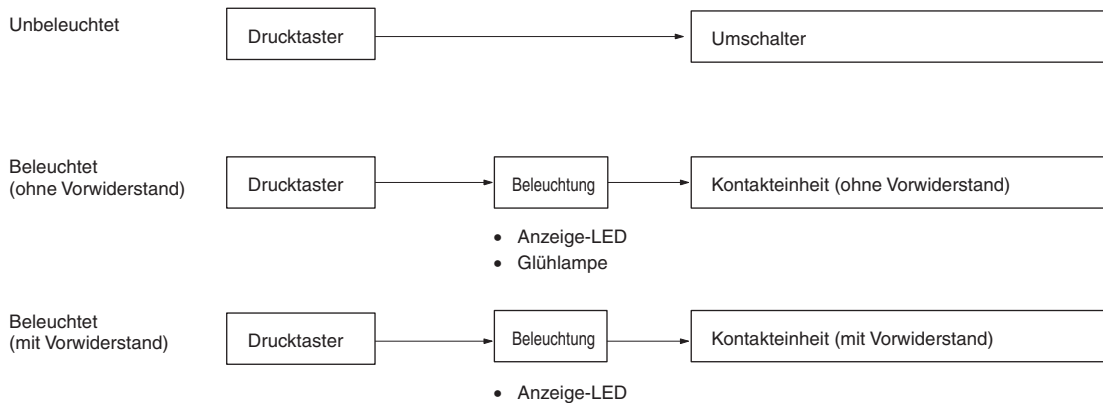 Unbeleuchtet
Drucktaster
Umschalter
Beleuchtet
(ohne Vorwiderstand)
Drucktaster
Beleuchtung
Kontakteinheit (ohne Vorwiderstand)
• Anzeige-LED
• Glühlampe
Beleuchtet
(mit Vorwiderstand)
Drucktaster
Beleuchtung
Kontakteinheit (mit Vorwiderstand)
• Anzeige-LED